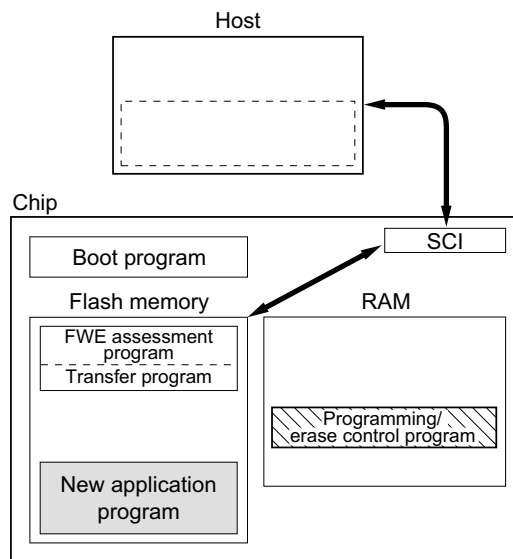 Host
Chip
SCI
Boot program
Flash memory
RAM
FWE assessment
program
Transfer program
Programming/
erase control program
New application
program